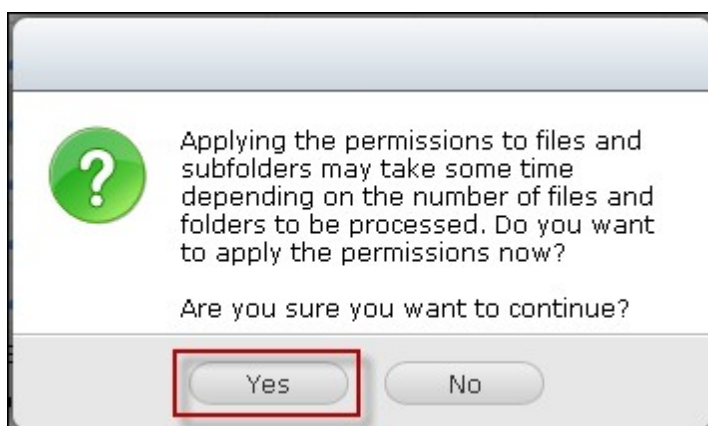 Applying the permissions to files and
subfolders may take some time
depending on the number of files and
folders to be processed. Do you want
to apply the permissions now?
Are you sure you want to continue?
Yes No